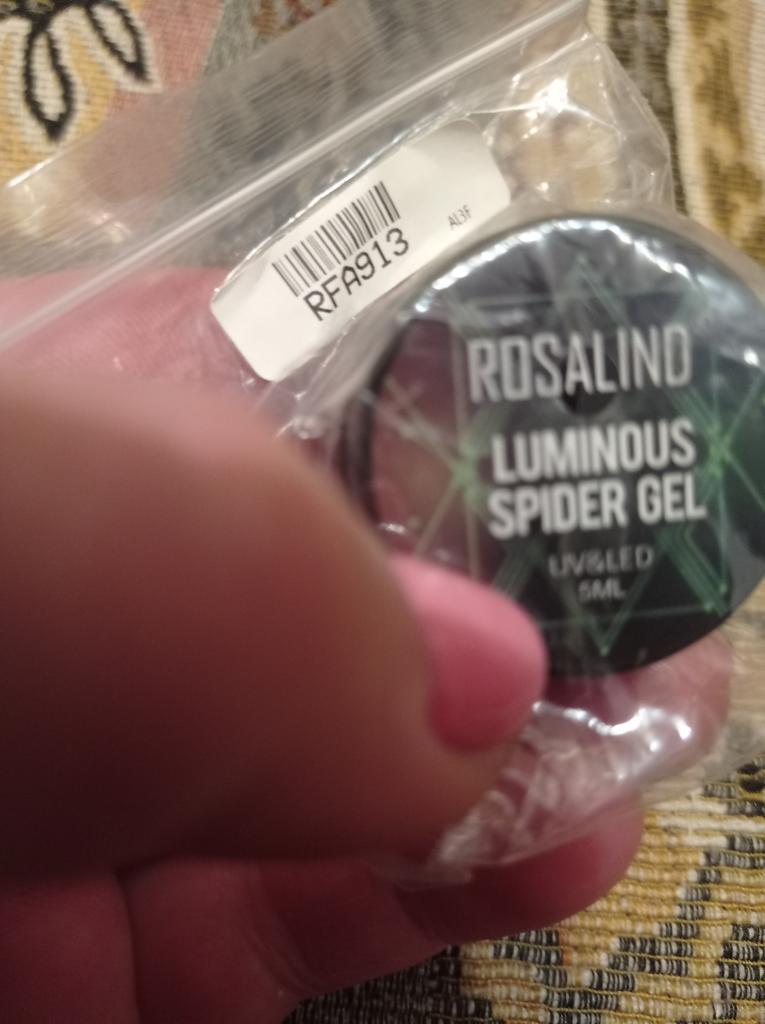 RFA913
AL3F
ROSALIND
LUMINOUS
SPIDER GEL
UV&LED
5ML